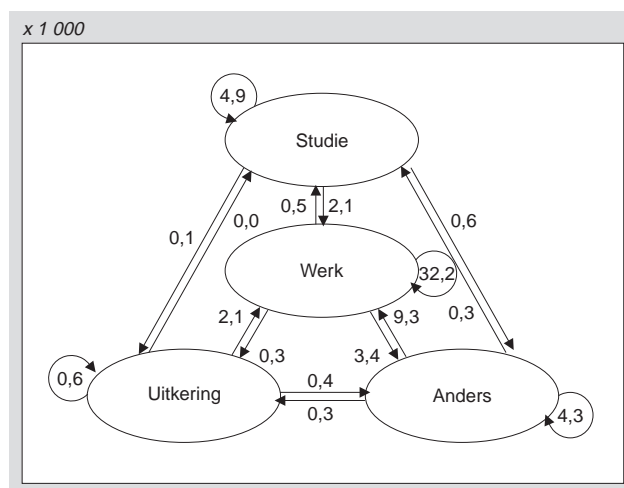 x 1 000
4,9
Studie
0,5 2,1
0,1 0,0 0,6
Werk 32,2
2,1 9,3 0,3
0,3 3,4
0,6 Uitkering 0,4 Anders
0,3 4,3